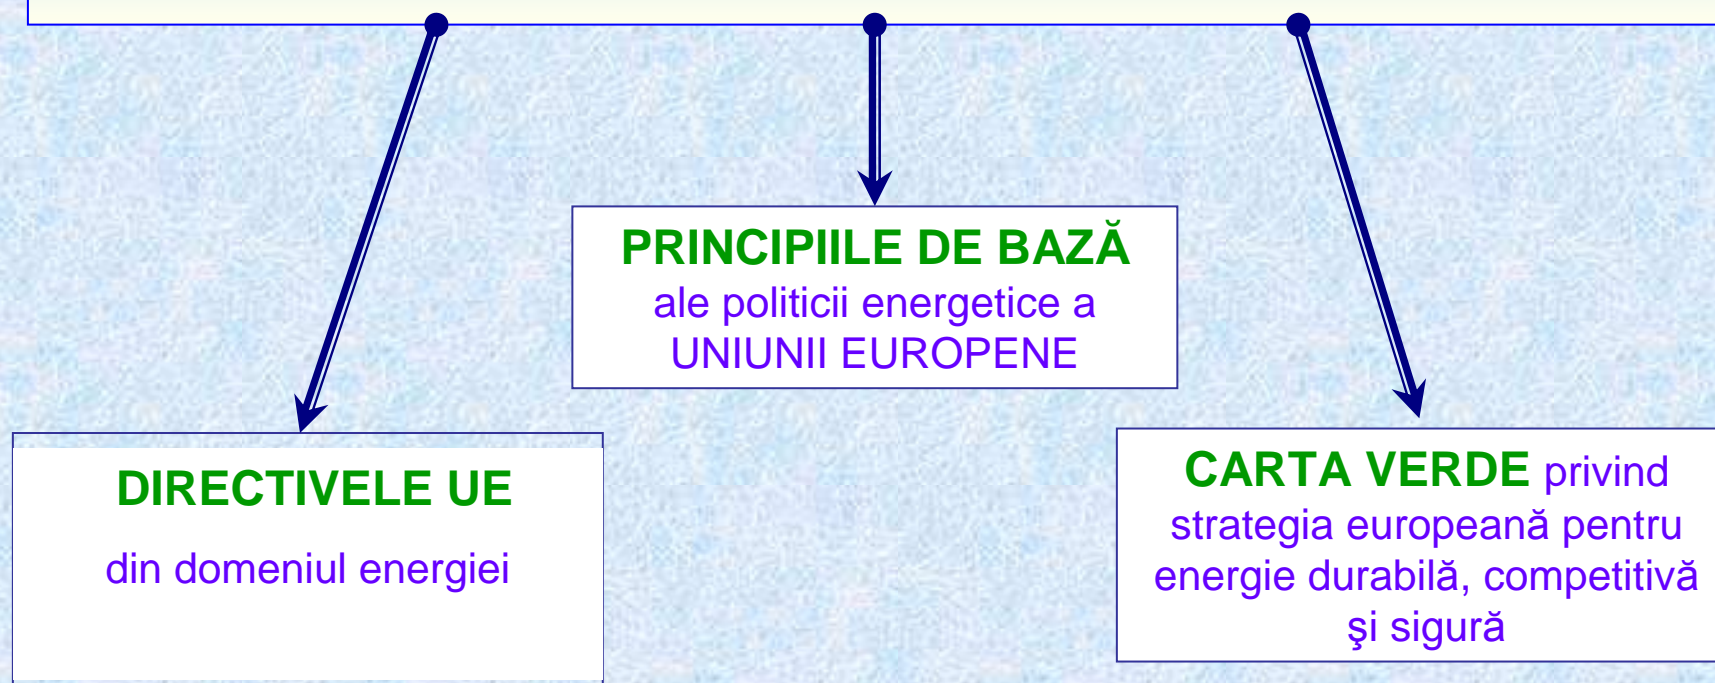 PRINCIPIILE DE BAZĂ
ale politicii energetice a
UNIUNII EUROPENE
DIRECTIVELE UE
din domeniul energiei
CARTA VERDE privind
strategia europeană pentru
energie durabilă, competitivă
şi sigură